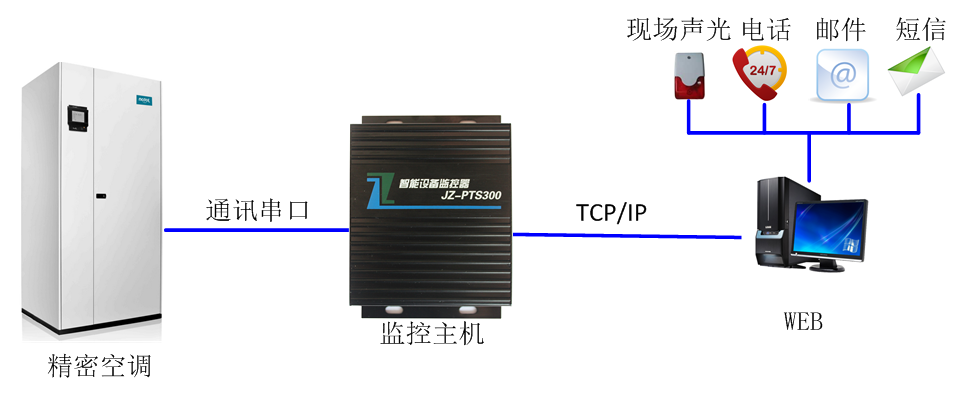 现场声光 电话 邮件 短信
24/7
@
智能设备监控器
JZ-PTS300
通讯串口
TCP/IP
监控主机
WEB
精密空调